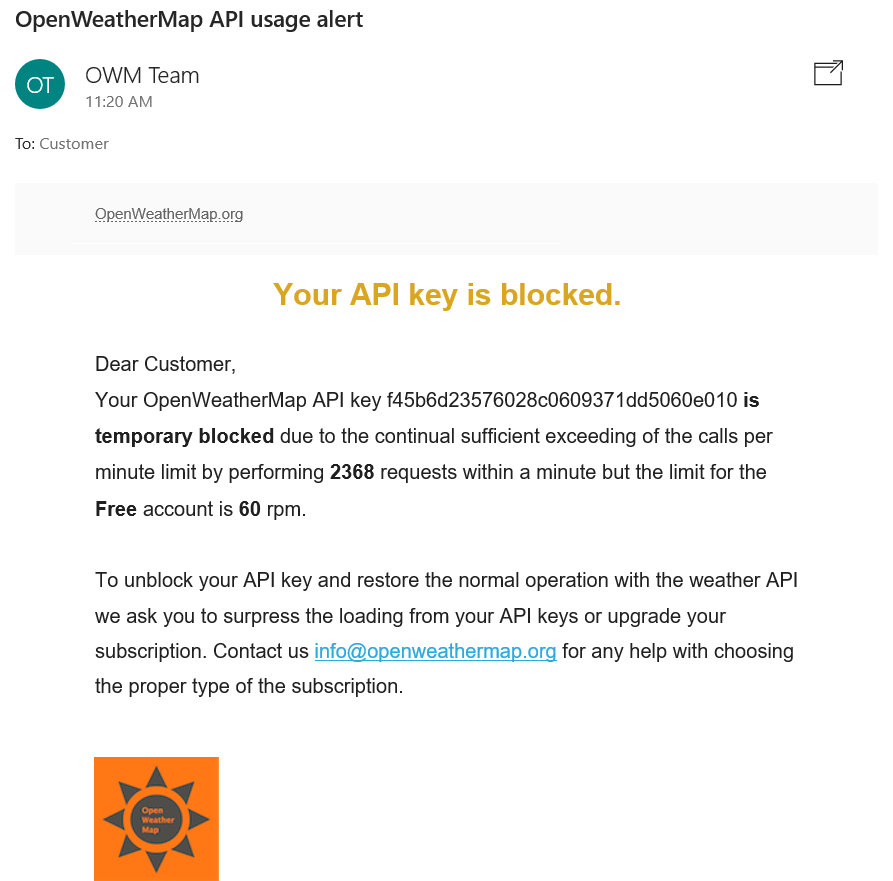 OpenWeatherMap API usage alert
OT
OWM Team
11:20 AM
To: Customer
OpenWeatherMap.org
Your API key is blocked.
Dear Customer,
Your OpenWeatherMap API key f45b6d23576028c0609371dd5060e010 is
temporary blocked due to the continual sufficient exceeding of the calls per
minute limit by performing 2368 requests within a minute but the limit for the
Free account is 60 rpm.
To unblock your API key and restore the normal operation with the weather API
we ask you to surpress the loading from your API keys or upgrade your
subscription. Contact us info@openweathermap.org for any help with choosing
the proper type of the subscription.
Open
Weather
Map